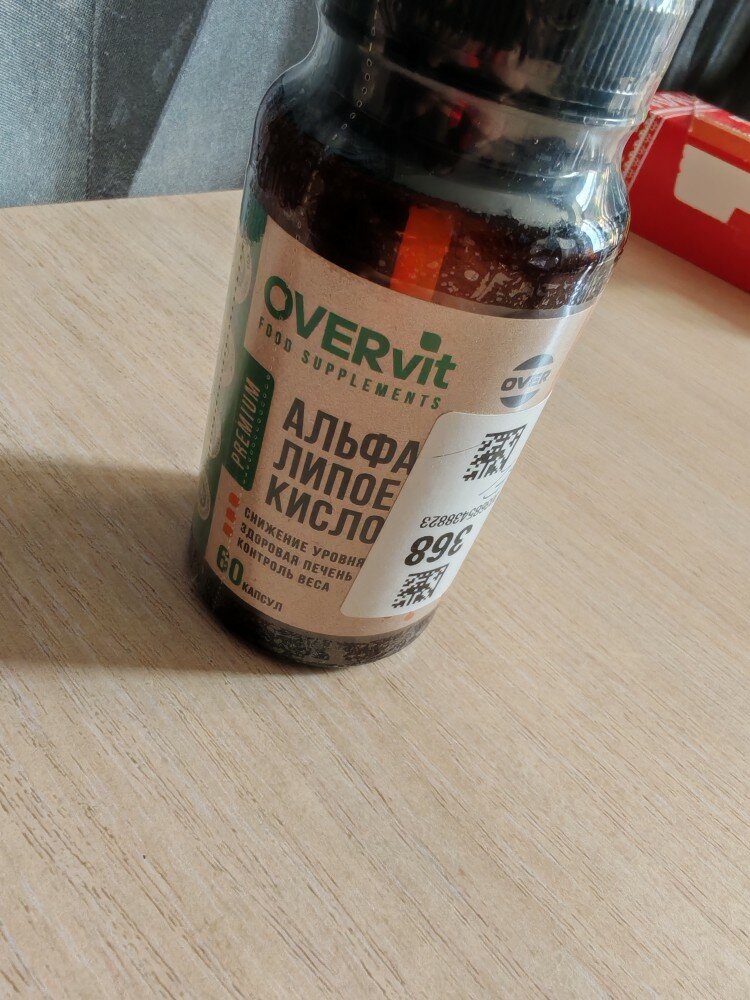 OVERvit
FOOD SUPPLEMENTS
OVER
PREMIUM
АЛЬФА
ЛИПОЕ
КИСЛО
СНИЖЕНИЕ УРОВНЯ
ЗДОРОВАЯ ПЕЧЕНЬ
КОНТРОЛЬ ВЕСА
60 КАПСУЛ
368